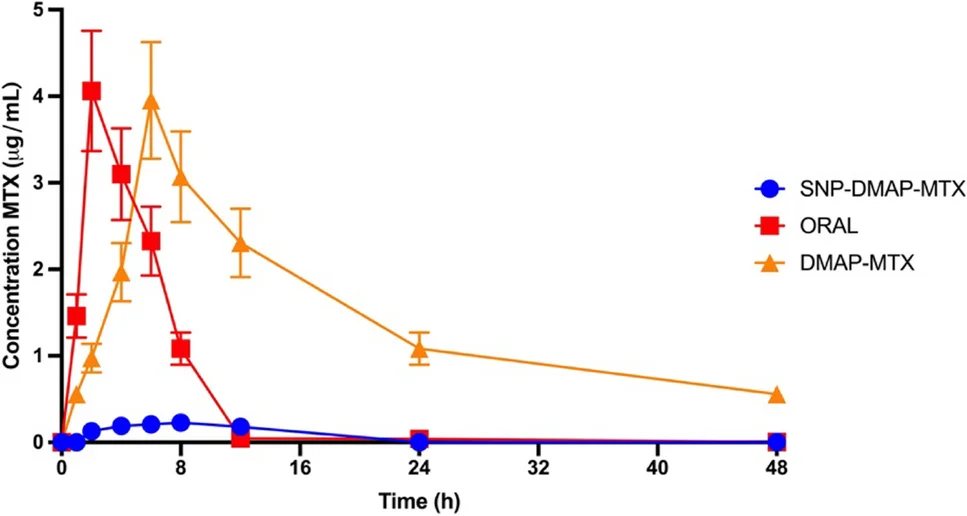 Concentration MTX (μg/mL)
5
4
3
2
1
0
0 8 16 24 32 40 48
Time (h)
SNP-DMAP-MTX
ORAL
DMAP-MTX